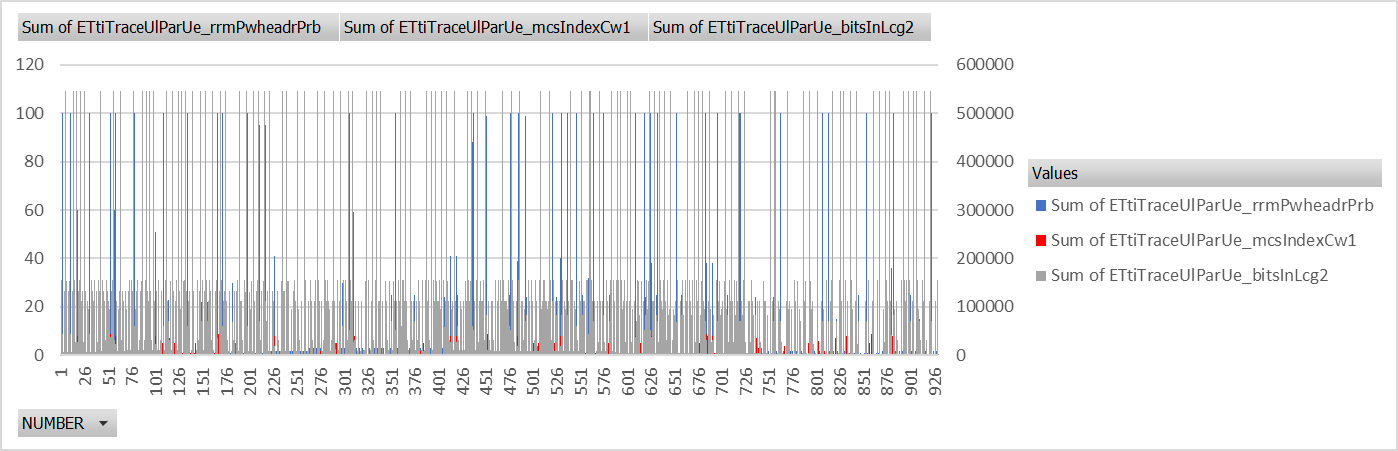 Sum of ETtiTraceUlParUe_rrmPwheadrPrb Sum of ETtiTraceUlParUe_mcsIndexCw1 Sum of ETtiTraceUlParUe_bitsInLcg2
120 600000
100 500000
80 400000
60 300000
40 200000
20 100000
0 0
Values
Sum of ETtiTraceUlParUe_rrmPwheadrPrb
Sum of ETtiTraceUlParUe_mcsIndexCw1
Sum of ETtiTraceUlParUe_bitsInLcg2
1 26 51 76 101 126 151 176 201 226 251 276 301 326 351 376 401 426 451 476 501 526 551 576 601 626 651 676 701 726 751 776 801 826 851 876 901 926
NUMBER